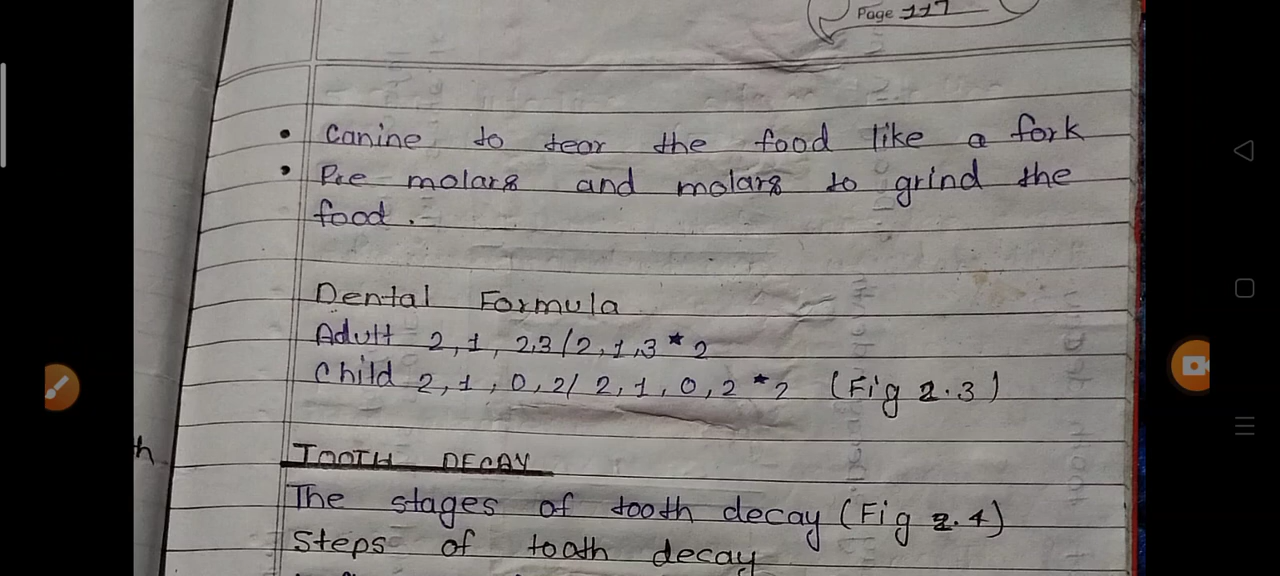 Page 117
• Canine to tear the food like a fork
• Pre molars and molars to grind the
food.
Dental Formula
Adult 2,1, 2,3/2,1,3*2
Child 2,1,0,2/2,1,0,2*2 (Fig 2.3)
h
TOOTH DECAY
The stages of tooth decay (Fig 2.4)
Steps of tooth decay